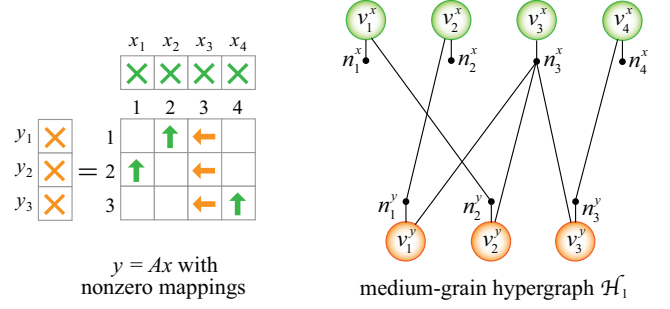 x₁ x₂ x₃ x₄
1 2 3 4
y₁ 1
y₂ = 2
y₃ 3
y = Ax with
nonzero mappings
v₁ˣ v₂ˣ v₃ˣ v₄ˣ
n₁ˣ n₂ˣ n₃ˣ n₄ˣ
n₁ʸ n₂ʸ n₃ʸ
v₁ʸ v₂ʸ v₃ʸ
medium-grain hypergraph ℋ₁